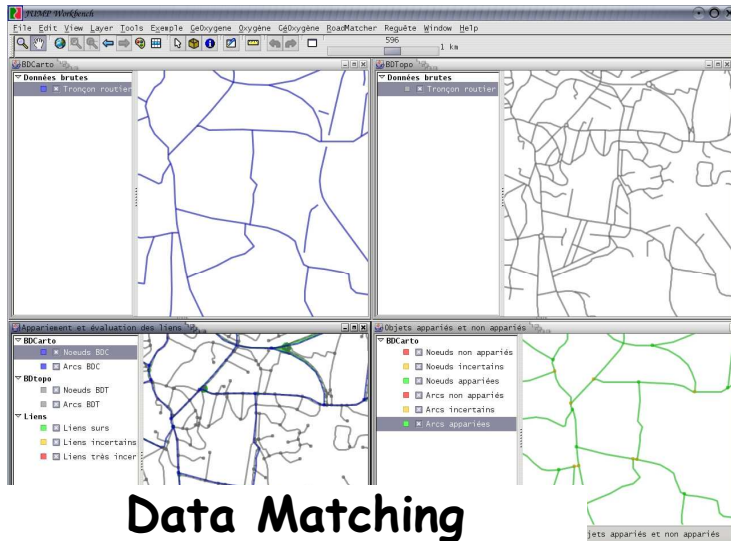 JUMP Workbench
File Edit View Layer Tools Exemple GeOxygene Oxygène GéOxygene RoadMatcher Requête Window Help
596
1 km
BDCarto
Données brutes
Tronçon routier
BDTopo
Données brutes
Tronçon routier
Appariement et évaluation des liens
BDCarto
Noeuds BDC
Arcs BDC
BDtopo
Noeuds BDT
Arcs BDT
Liens
Liens surs
Liens incertains
Liens très incer
Objets appariés et non appariés
BDCarto
Noeuds non appariés
Noeuds incertains
Noeuds appariées
Arcs non appariés
Arcs incertains
Arcs appariées
Data Matching
jets appariés et non appariés